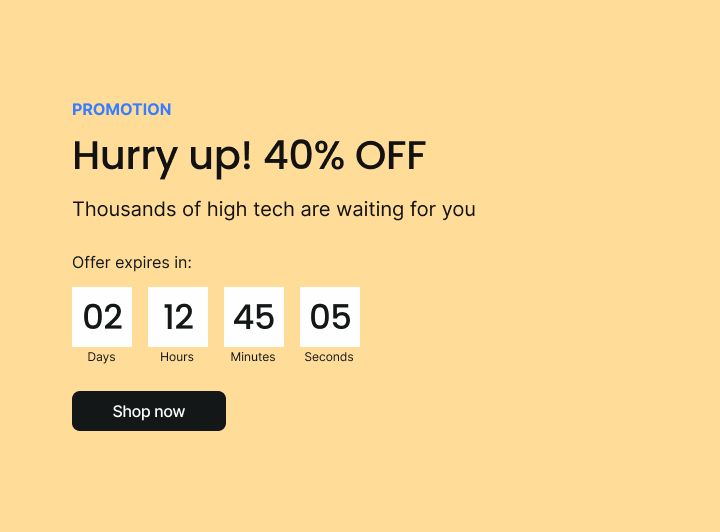 PROMOTION
Hurry up! 40% OFF
Thousands of high tech are waiting for you
Offer expires in:
02 12 45 05
Days Hours Minutes Seconds
Shop now